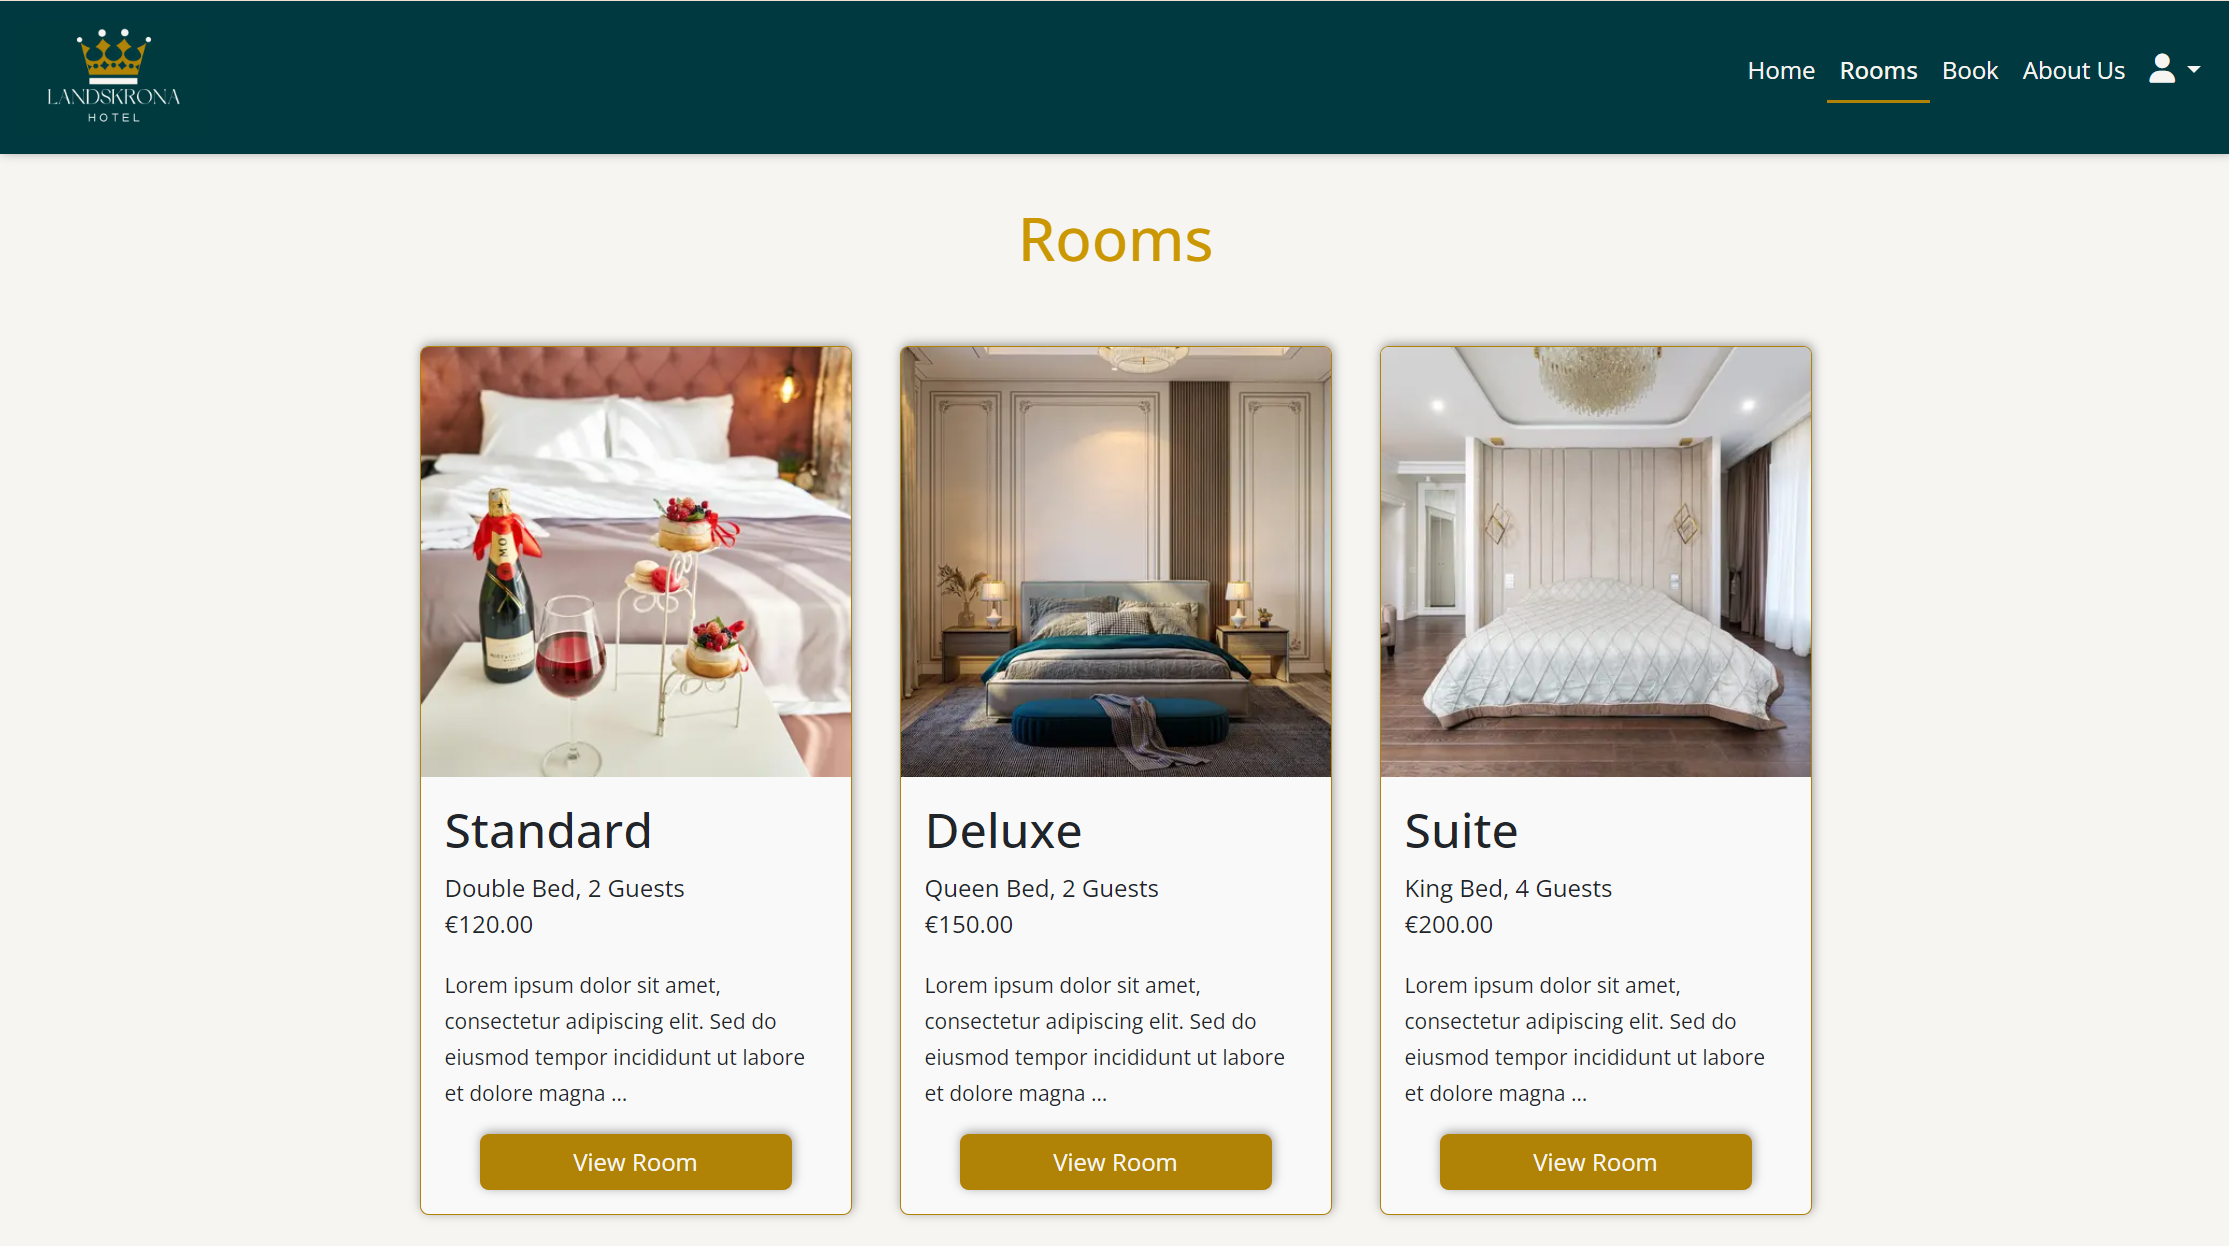 LANDSKRONA
HOTEL
Home Rooms Book About Us
Rooms
MO
Standard
Double Bed, 2 Guests
€120.00
Lorem ipsum dolor sit amet,
consectetur adipiscing elit. Sed do
eiusmod tempor incididunt ut labore
et dolore magna ...
View Room
Deluxe
Queen Bed, 2 Guests
€150.00
Lorem ipsum dolor sit amet,
consectetur adipiscing elit. Sed do
eiusmod tempor incididunt ut labore
et dolore magna ...
View Room
Suite
King Bed, 4 Guests
€200.00
Lorem ipsum dolor sit amet,
consectetur adipiscing elit. Sed do
eiusmod tempor incididunt ut labore
et dolore magna ...
View Room